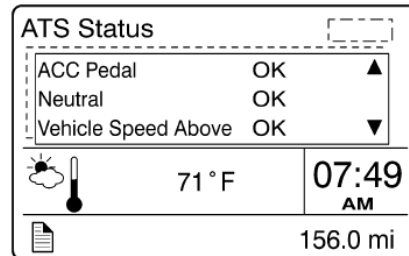 ATS Status
ACC Pedal OK
Neutral OK
Vehicle Speed Above OK
71°F
07:49
AM
156.0 mi